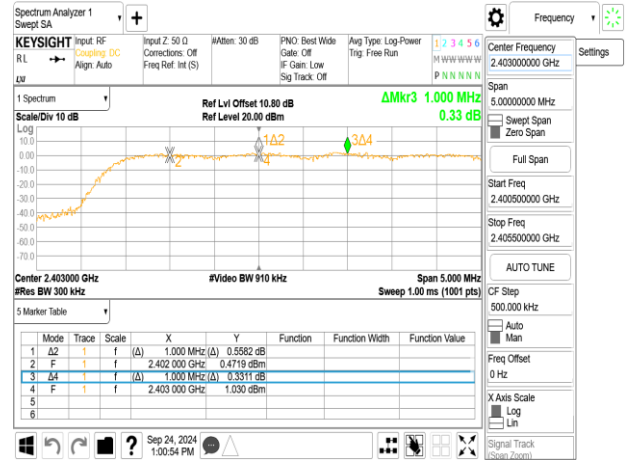 Spectrum Analyzer 1
Swept SA
+
Frequency
KEYSIGHT
RL
Input: RF
Coupling: DC
Align: Auto
Input Z: 50 Ω
Corrections: Off
Freq Ref: Int (S)
#Atten: 30 dB
PNO: Best Wide
Gate: Off
IF Gain: Low
Sig Track: Off
Avg Type: Log-Power
Trig: Free Run
1 2 3 4 5 6
M W W W W W
P N N N N N
1 Spectrum
Scale/Div 10 dB
Ref Lvl Offset 10.80 dB
Ref Level 20.00 dBm
ΔMkr3 1.000 MHz
0.33 dB
Log
10.0
0.00
-10.0
-20.0
-30.0
-40.0
-50.0
-60.0
-70.0
2
1Δ2
4
3Δ4
Center 2.403000 GHz
#Res BW 300 kHz
#Video BW 910 kHz
Span 5.000 MHz
Sweep 1.00 ms (1001 pts)
5 Marker Table
Mode Trace Scale X Y Function Function Width Function Value
1 Δ2 1 f (Δ) 1.000 MHz (Δ) 0.5582 dB
2 F 1 f 2.402 000 GHz 0.4719 dBm
3 Δ4 1 f (Δ) 1.000 MHz (Δ) 0.3311 dB
4 F 1 f 2.403 000 GHz 1.030 dBm
5
6
?
Sep 24, 2024
1:00:54 PM
Center Frequency
2.403000000 GHz
Settings
Span
5.00000000 MHz
Swept Span
Zero Span
Full Span
Start Freq
2.400500000 GHz
Stop Freq
2.405500000 GHz
AUTO TUNE
CF Step
500.000 kHz
Auto
Man
Freq Offset
0 Hz
X Axis Scale
Log
Lin
Signal Track
(Span Zoom)